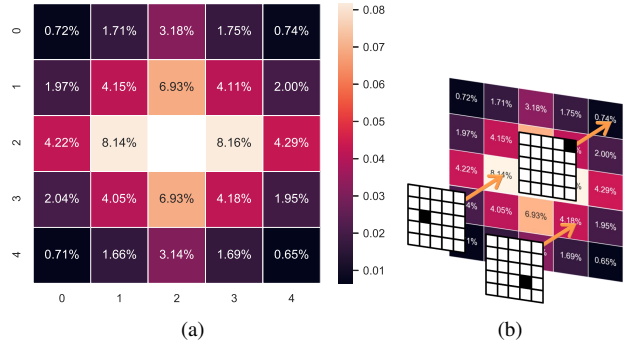 0 0.72% 1.71% 3.18% 1.75% 0.74% 0.08
1 1.97% 4.15% 6.93% 4.11% 2.00% 0.07
0.06
2 4.22% 8.14% 8.16% 4.29% 0.05
0.04
3 2.04% 4.05% 6.93% 4.18% 1.95% 0.03
0.02
4 0.71% 1.66% 3.14% 1.69% 0.65% 0.01
0 1 2 3 4
(a)
0.72% 1.71% 3.18% 1.75% 0.74%
1.97% 4.15% 2.00%
4.22% 8.14% 4.29%
4% 4.05% 6.93% 4.18% 1.95%
1% 1.69% 0.65%
(b)